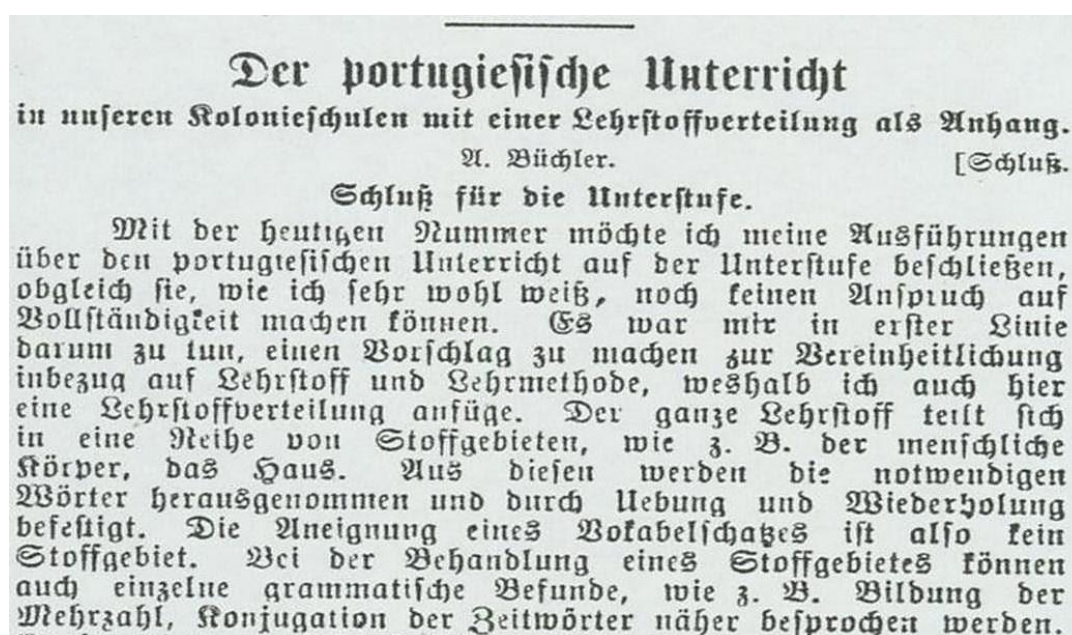 Der portugiesische Unterricht
in unseren Kolonieschulen mit einer Lehrstoffverteilung als Anhang.
A. Büchler. [Schluß.
Schluß für die Unterstufe.
Mit der heutigen Nummer möchte ich meine Ausführungen
über den portugiesischen Unterricht auf der Unterstufe beschließen,
obgleich sie, wie ich sehr wohl weiß, noch keinen Anspruch auf
Vollständigkeit machen können. Es war mir in erster Linie
darum zu tun, einen Vorschlag zu machen zur Vereinheitlichung
inbezug auf Lehrstoff und Lehrmethode, weshalb ich auch hier
eine Lehrstoffverteilung anfüge. Der ganze Lehrstoff teilt sich
in eine Reihe von Stoffgebieten, wie z. B. der menschliche
Körper, das Haus. Aus diesen werden die notwendigen
Wörter herausgenommen und durch Uebung und Wiederholung
befestigt. Die Aneignung eines Vokabelschatzes ist also kein
Stoffgebiet. Bei der Behandlung eines Stoffgebietes können
auch einzelne grammatische Befunde, wie z. B. Bildung der
Mehrzahl, Konjugation der Zeitwörter näher besprochen werden.